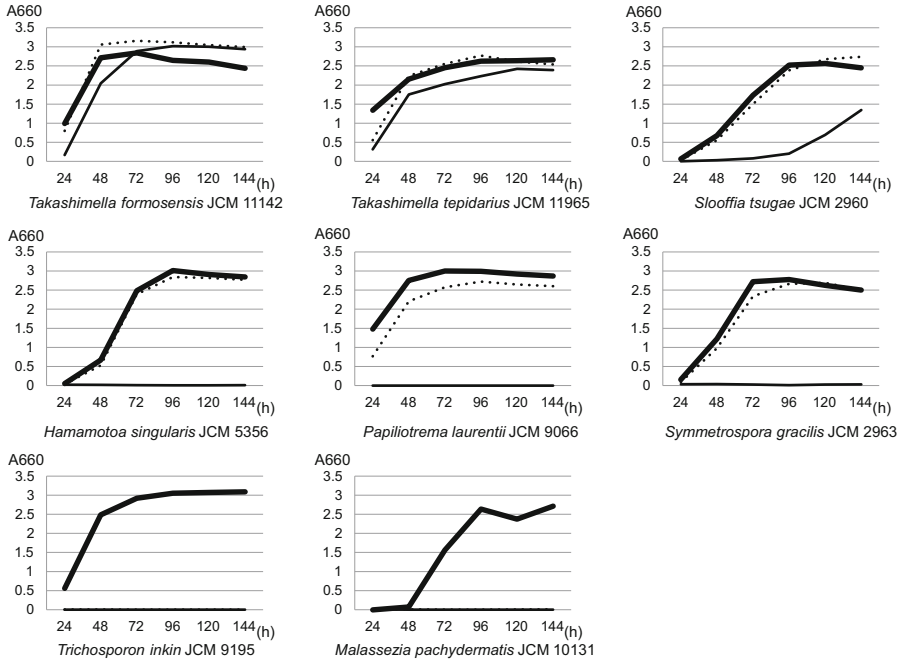 A660
3.5
3
2.5
2
1.5
1
0.5
0
24 48 72 96 120 144 (h)
Takashimella formosensis JCM 11142
A660
3.5
3
2.5
2
1.5
1
0.5
0
24 48 72 96 120 144 (h)
Takashimella tepidarius JCM 11965
A660
3.5
3
2.5
2
1.5
1
0.5
0
24 48 72 96 120 144 (h)
Slooffia tsugae JCM 2960
A660
3.5
3
2.5
2
1.5
1
0.5
0
24 48 72 96 120 144 (h)
Hamamotoa singularis JCM 5356
A660
3.5
3
2.5
2
1.5
1
0.5
0
24 48 72 96 120 144 (h)
Papiliotrema laurentii JCM 9066
A660
3.5
3
2.5
2
1.5
1
0.5
0
24 48 72 96 120 144 (h)
Symmetrospora gracilis JCM 2963
A660
3.5
3
2.5
2
1.5
1
0.5
0
24 48 72 96 120 144 (h)
Trichosporon inkin JCM 9195
A660
3.5
3
2.5
2
1.5
1
0.5
0
24 48 72 96 120 144 (h)
Malassezia pachydermatis JCM 10131